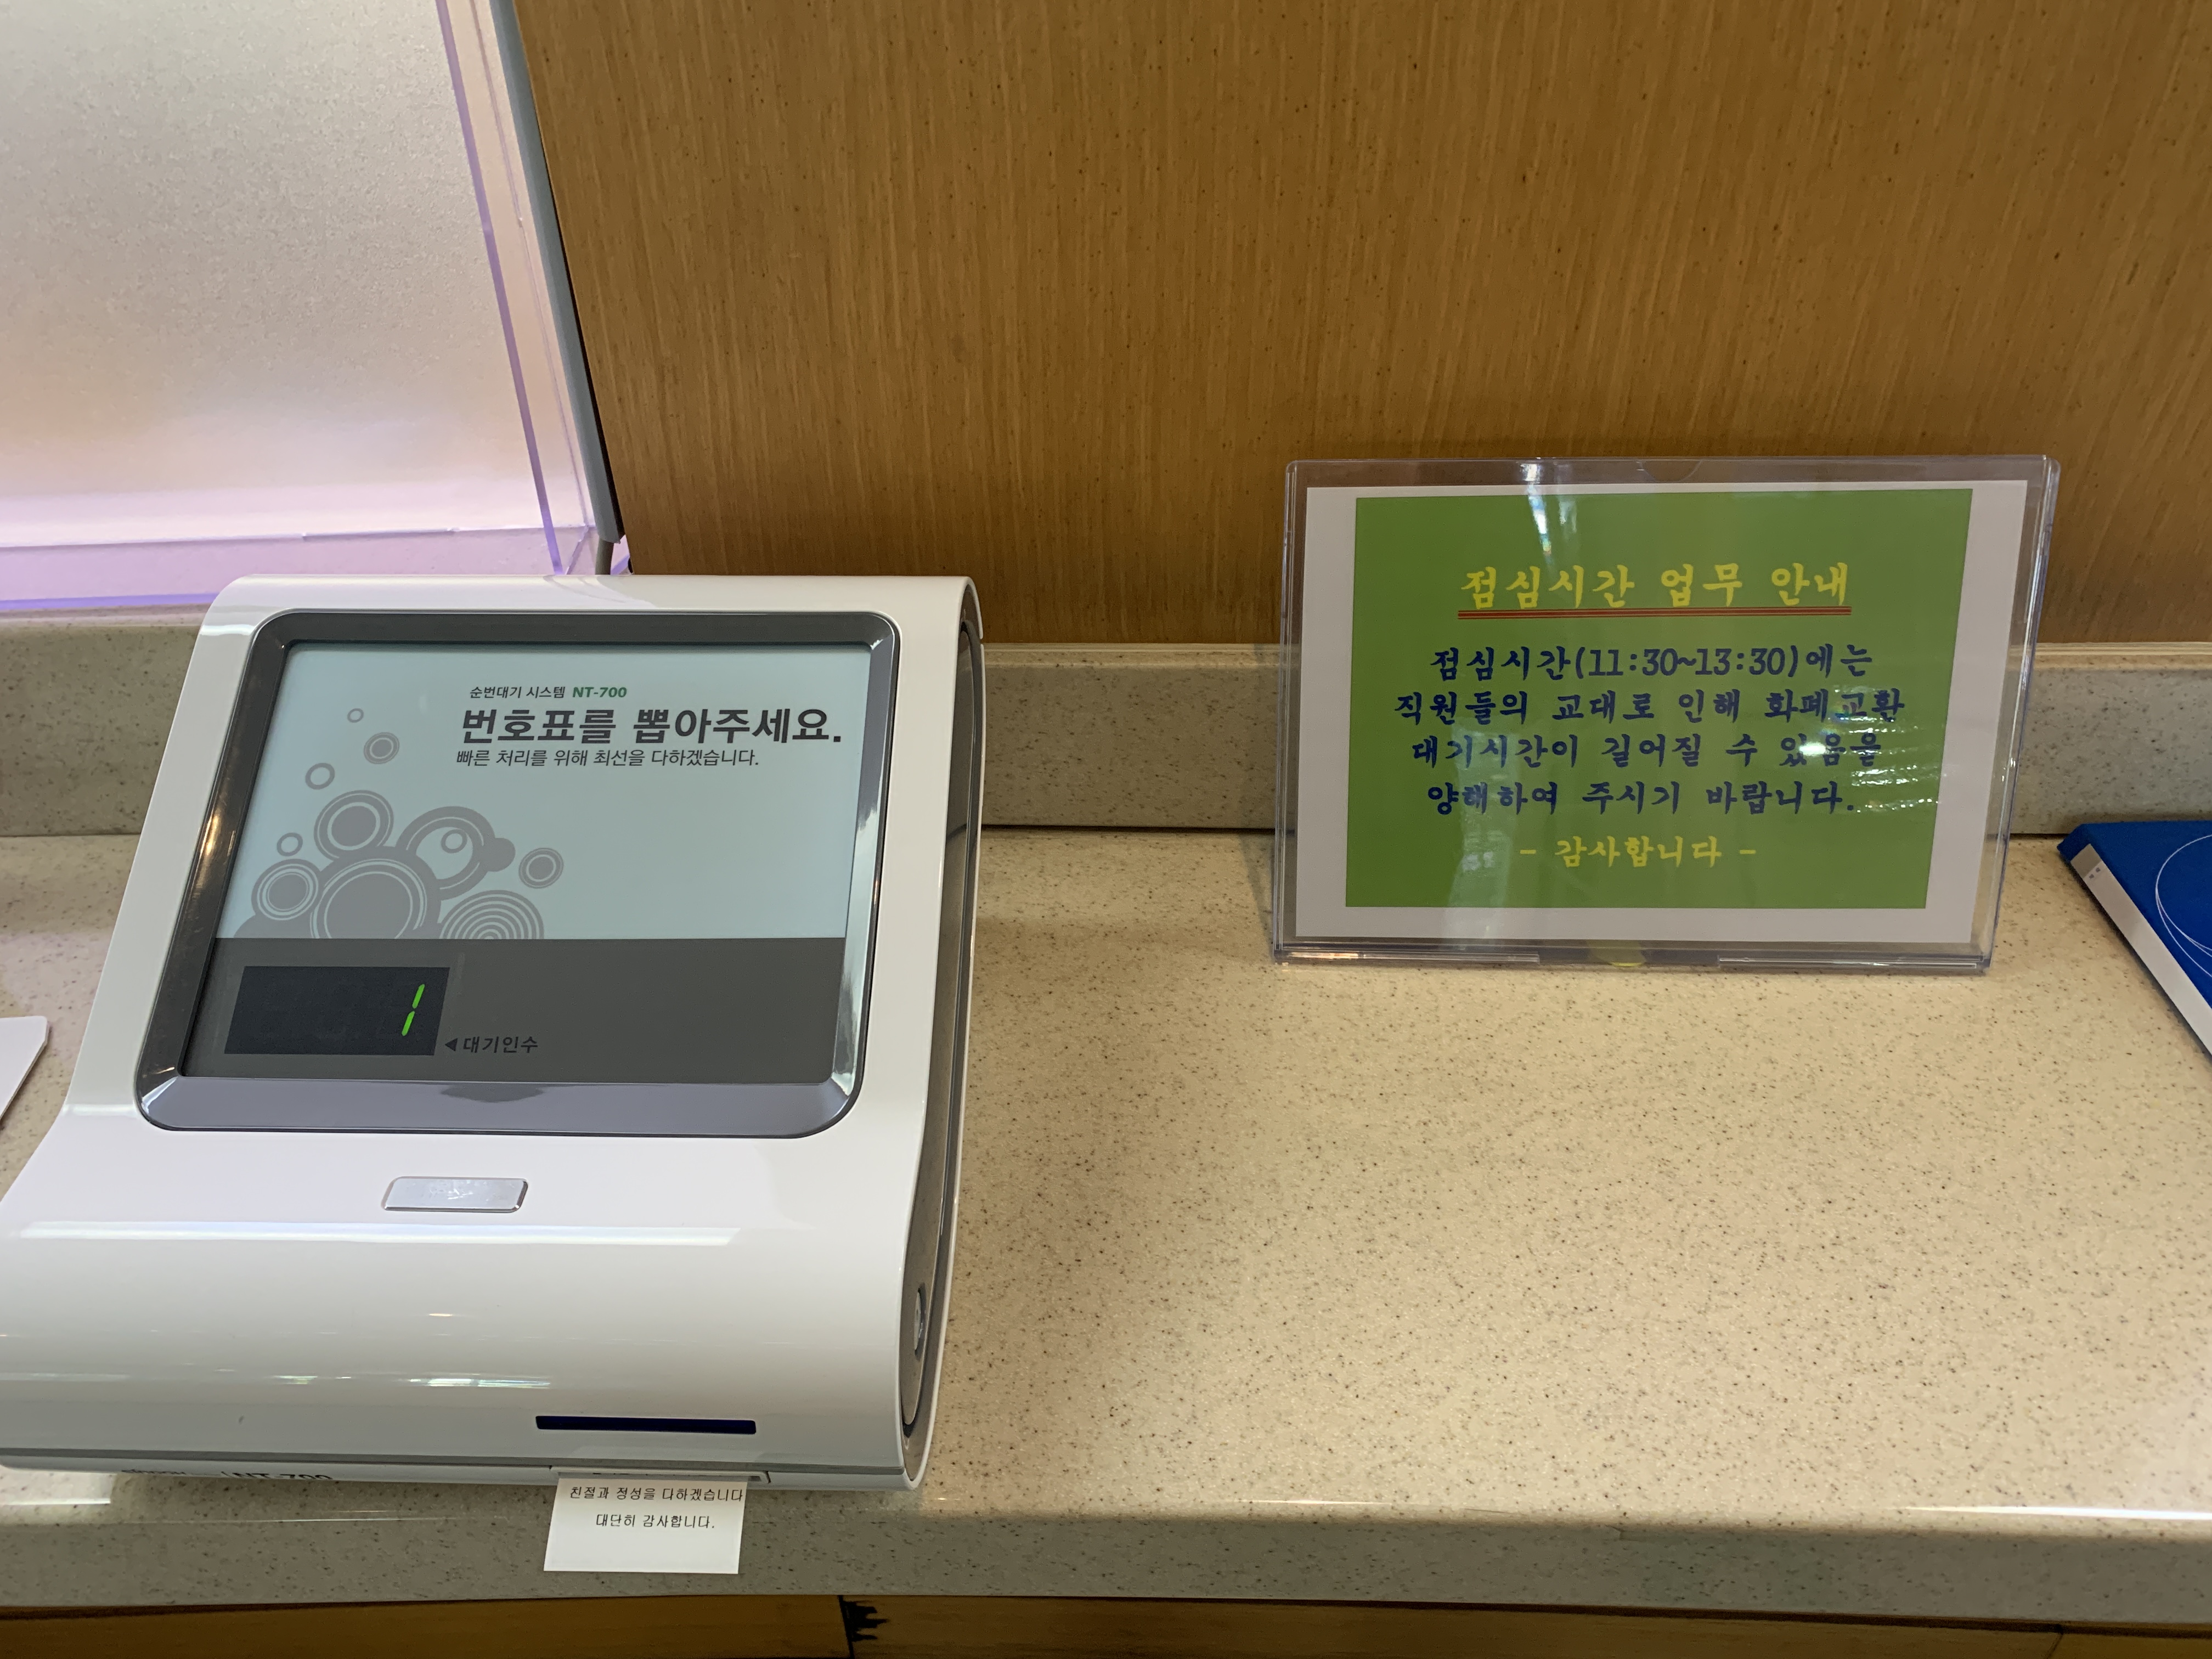 순번대기 시스템 NT-700
번호표를 뽑아주세요.
빠른 처리를 위해 최선을 다하겠습니다.
1
◀대기인수
NT-700
친절과 정성을 다하겠습니다
대단히 감사합니다.
점심시간 업무 안내
점심시간(11:30~13:30)에는
직원들의 교대로 인해 화폐교환
대기시간이 길어질 수 있음을
양해하여 주시기 바랍니다.
- 감사합니다 -